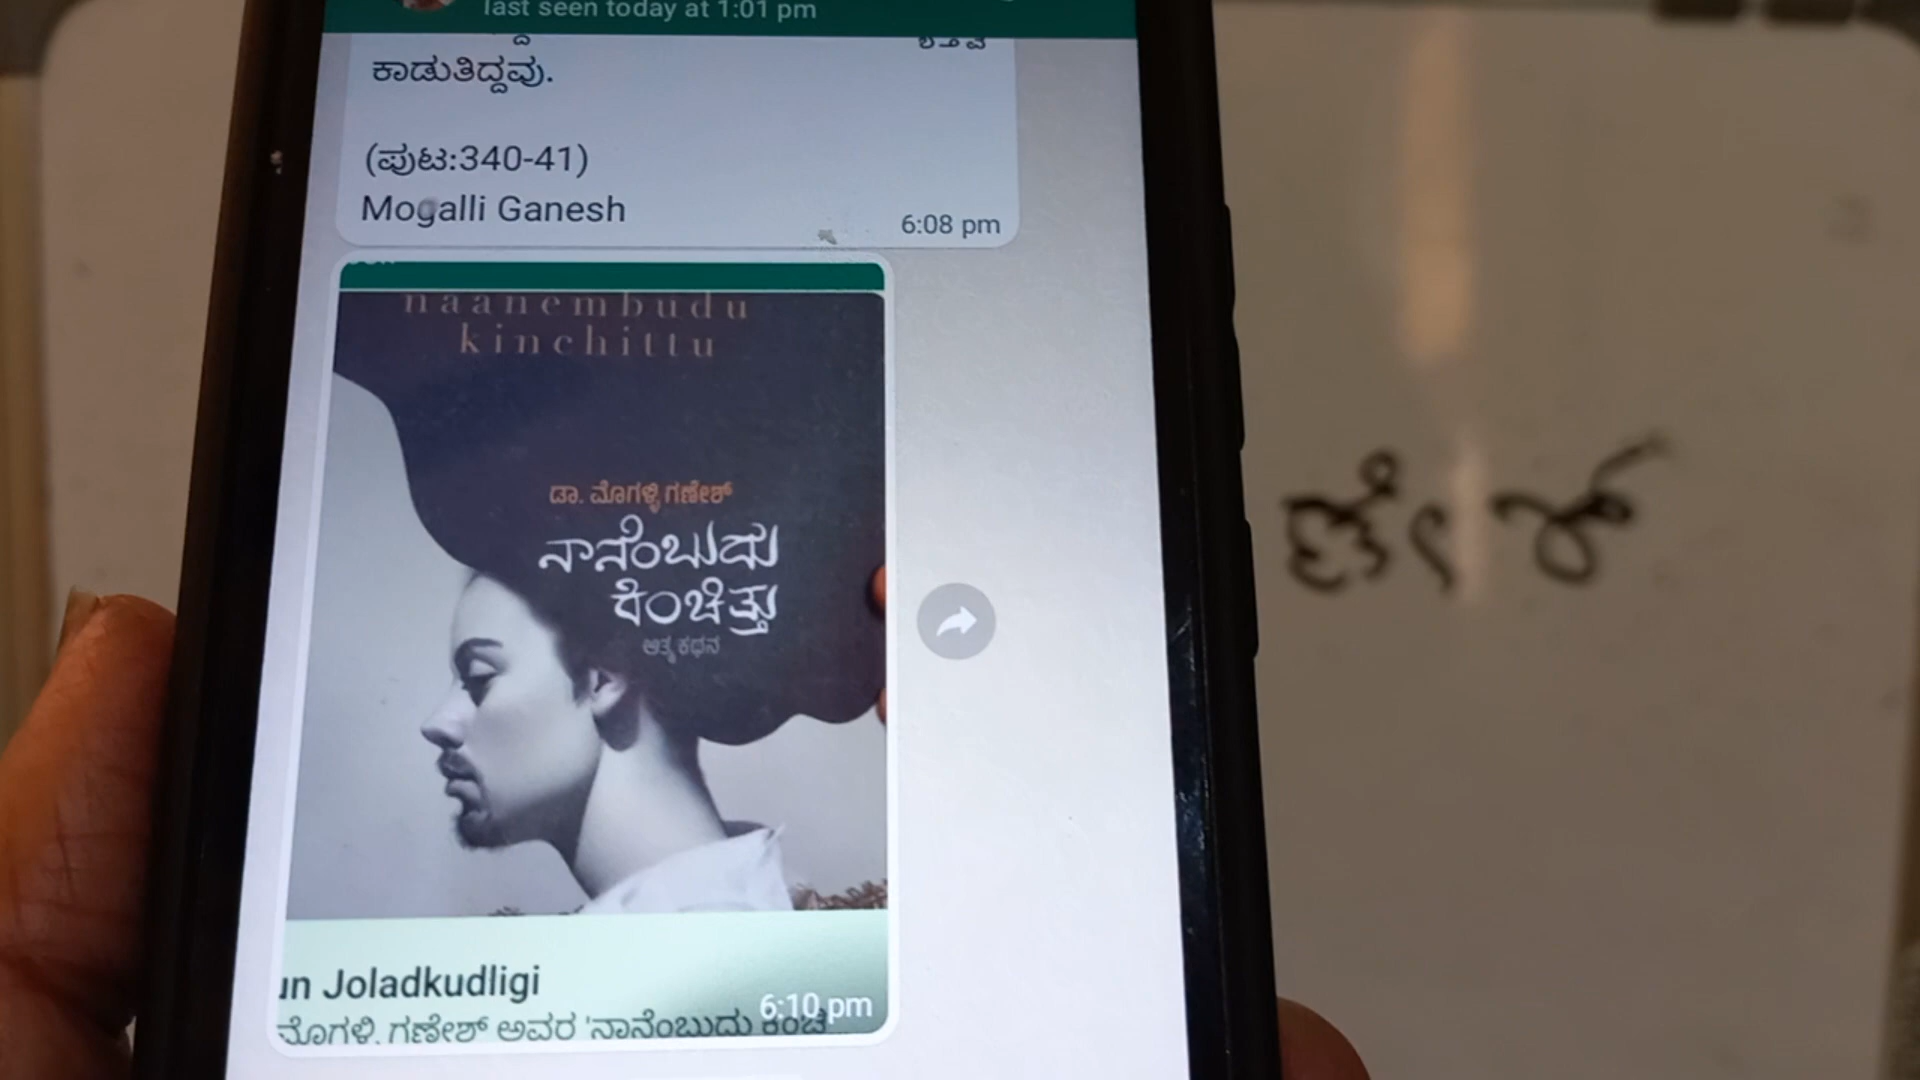 last seen today at 1:01 pm
ಕಾಡುತಿದ್ದವು.
(ಪುಟ:340-41)
Mogalli Ganesh
6:08 pm
naanembudu
kinchittu
ಡಾ. ಮೊಗಳ್ಳಿ ಗಣೇಶ್
ನಾನೆಂಬುದು
ಕಿಂಚಿತ್ತು
ಆತ್ಮಕಥನ
un Joladkudligi
6:10 pm
ಮೊಗಳ್ಳಿ ಗಣೇಶ್ ಅವರ 'ನಾನೆಂಬುದು ಕಿಂಚಿ
ಣೇಶ್